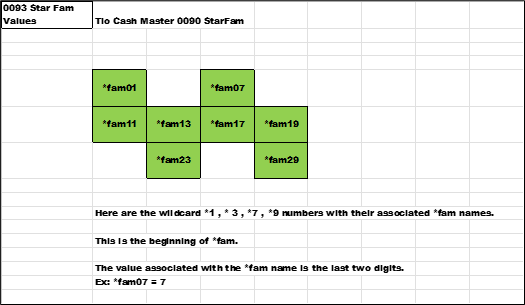 0093 Star Fam
Values
Tlo Cash Master 0090 StarFam
*fam01 *fam07
*fam11 *fam13 *fam17 *fam19
*fam23 *fam29
Here are the wildcard *1 , * 3 , *7 , *9 numbers with their associated *fam names.
This is the beginning of *fam.
The value associated with the *fam name is the last two digits.
Ex: *fam07 = 7